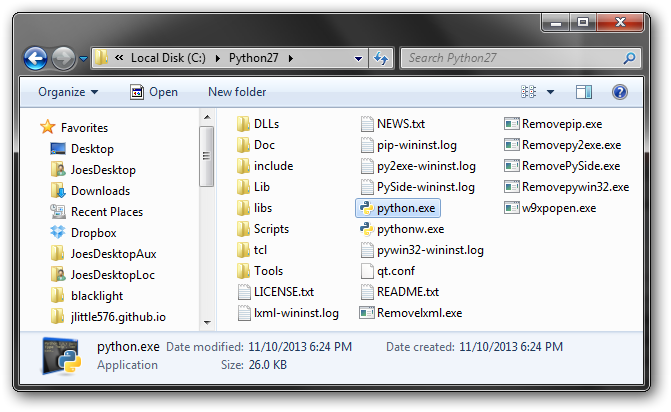 « Local Disk (C:) Python27
Search Python27
Organize Open New folder
Favorites
Desktop
JoesDesktop
Downloads
Recent Places
Dropbox
JoesDesktopAux
JoesDesktopLoc
blacklight
jlittle576.github.io
DLLs
Doc
include
Lib
libs
Scripts
tcl
Tools
LICENSE.txt
lxml-wininst.log
NEWS.txt
pip-wininst.log
py2exe-wininst.log
PySide-wininst.log
python.exe
pythonw.exe
pywin32-wininst.log
qt.conf
README.txt
Removelxml.exe
Removepip.exe
Removepy2exe.exe
RemovePySide.exe
Removepywin32.exe
w9xpopen.exe
python.exe Date modified: 11/10/2013 6:24 PM Date created: 11/10/2013 6:24 PM
Application Size: 26.0 KB